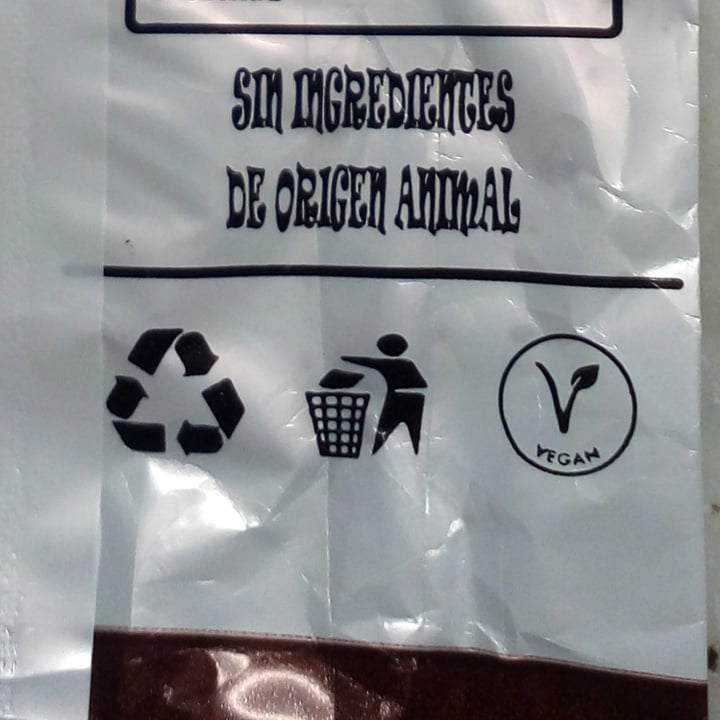 SIN INGREDIENTES
DE ORIGEN ANIMAL
VEGAN